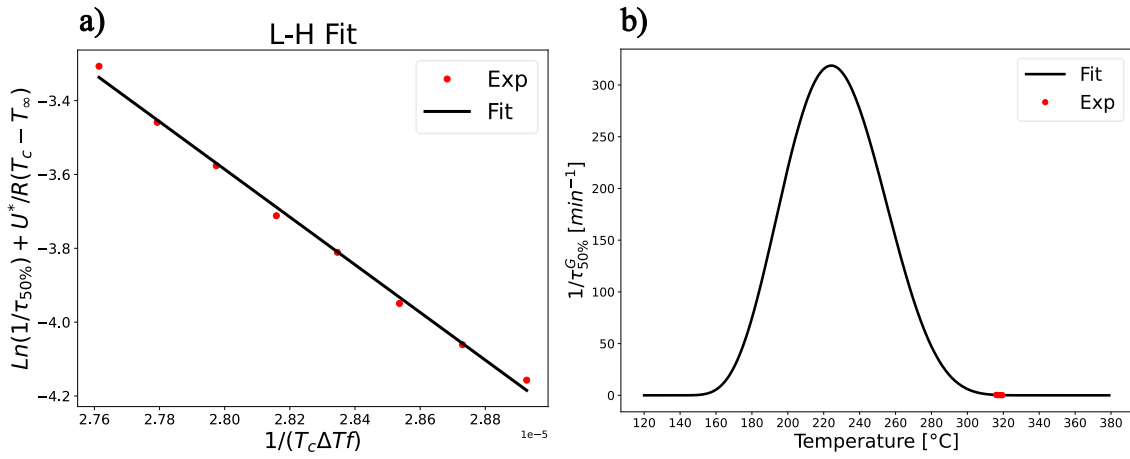 a)
L-H Fit
Exp
Fit
Ln(1/τ50%) + U*/R(Tc − T∞)
−3.4
−3.6
−3.8
−4.0
−4.2
2.76 2.78 2.80 2.82 2.84 2.86 2.88
1e−5
1/(TcΔTf)
b)
Fit
Exp
1/τ^G_50% [min⁻¹]
300
250
200
150
100
50
0
120 140 160 180 200 220 240 260 280 300 320 340 360 380
Temperature [°C]